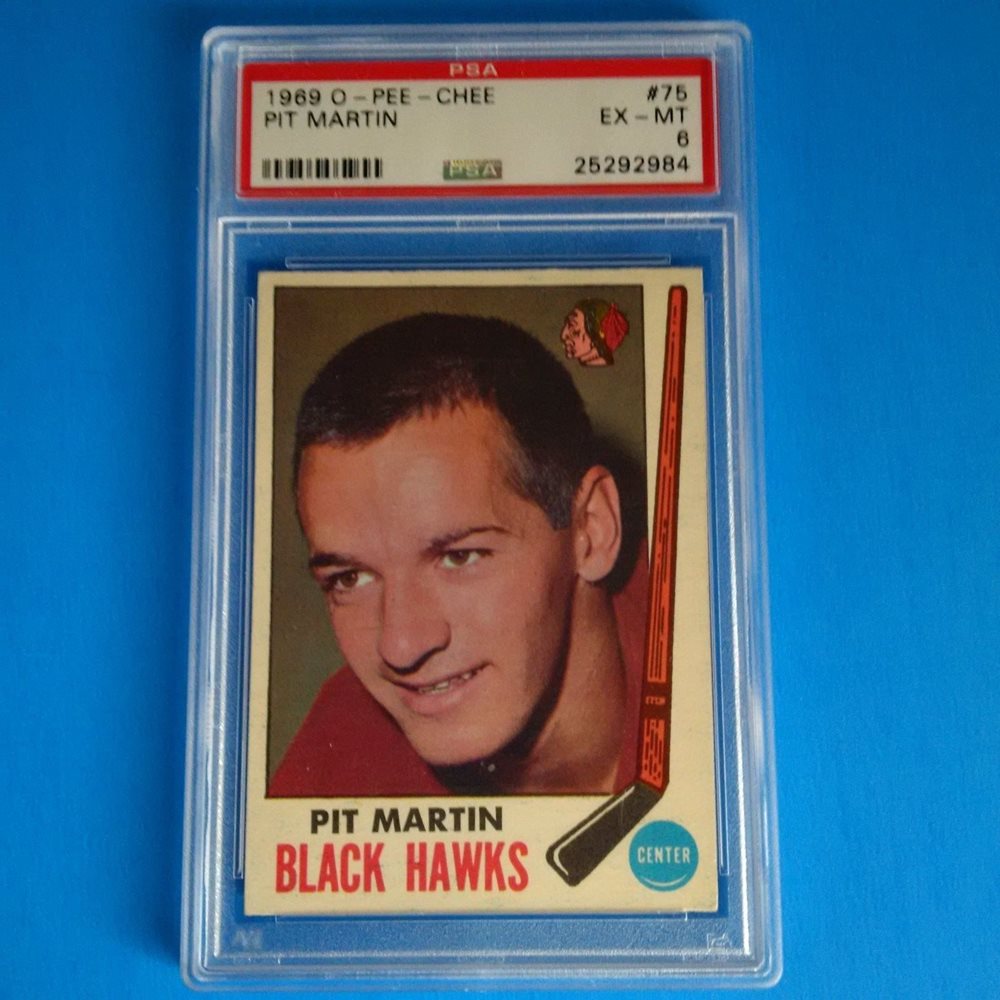 PSA
1969 O-PEE-CHEE #75
PIT MARTIN EX-MT
6
PSA 25292984
PIT MARTIN
BLACK HAWKS
CENTER